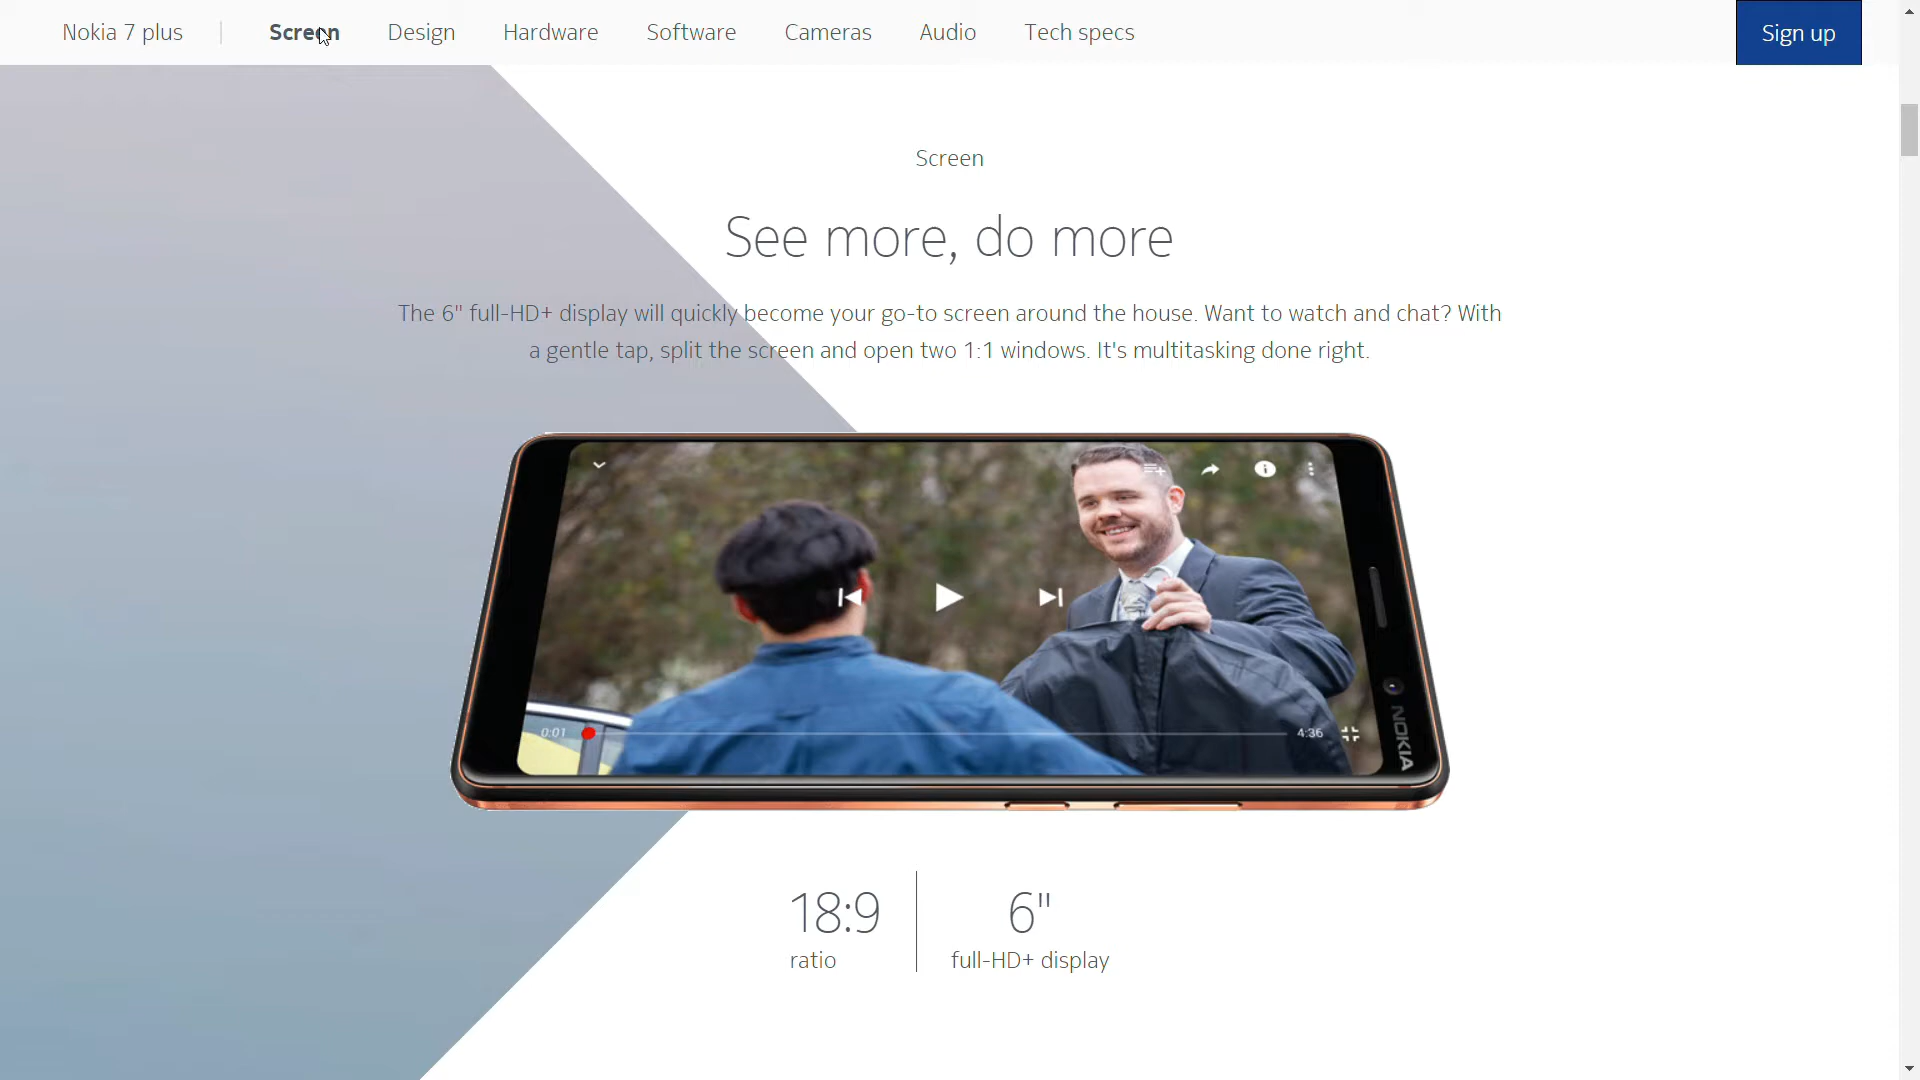 Nokia 7 plus Screen Design Hardware Software Cameras Audio Tech specs Sign up
Screen
See more, do more
The 6" full-HD+ display will quickly become your go-to screen around the house. Want to watch and chat? With
a gentle tap, split the screen and open two 1:1 windows. It's multitasking done right.
0:01 4:36
NOKIA
18:9 6"
ratio full-HD+ display